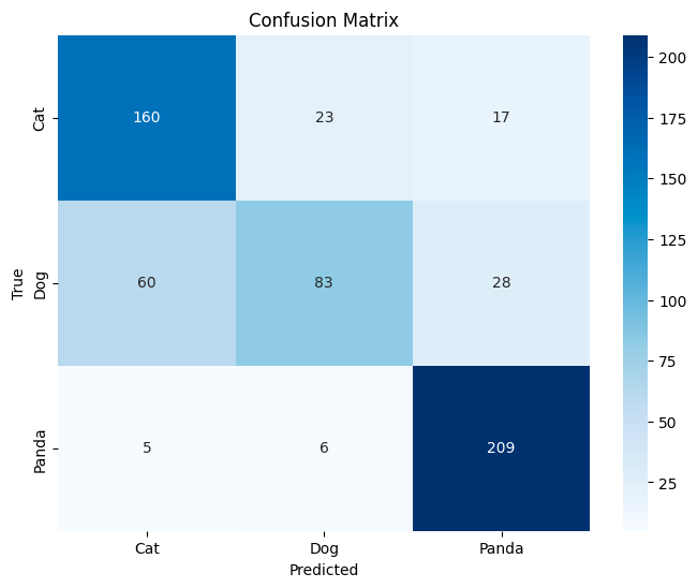 Confusion Matrix
Cat 160 23 17
Dog 60 83 28
Panda 5 6 209
Cat Dog Panda
Predicted
True
200
175
150
125
100
75
50
25